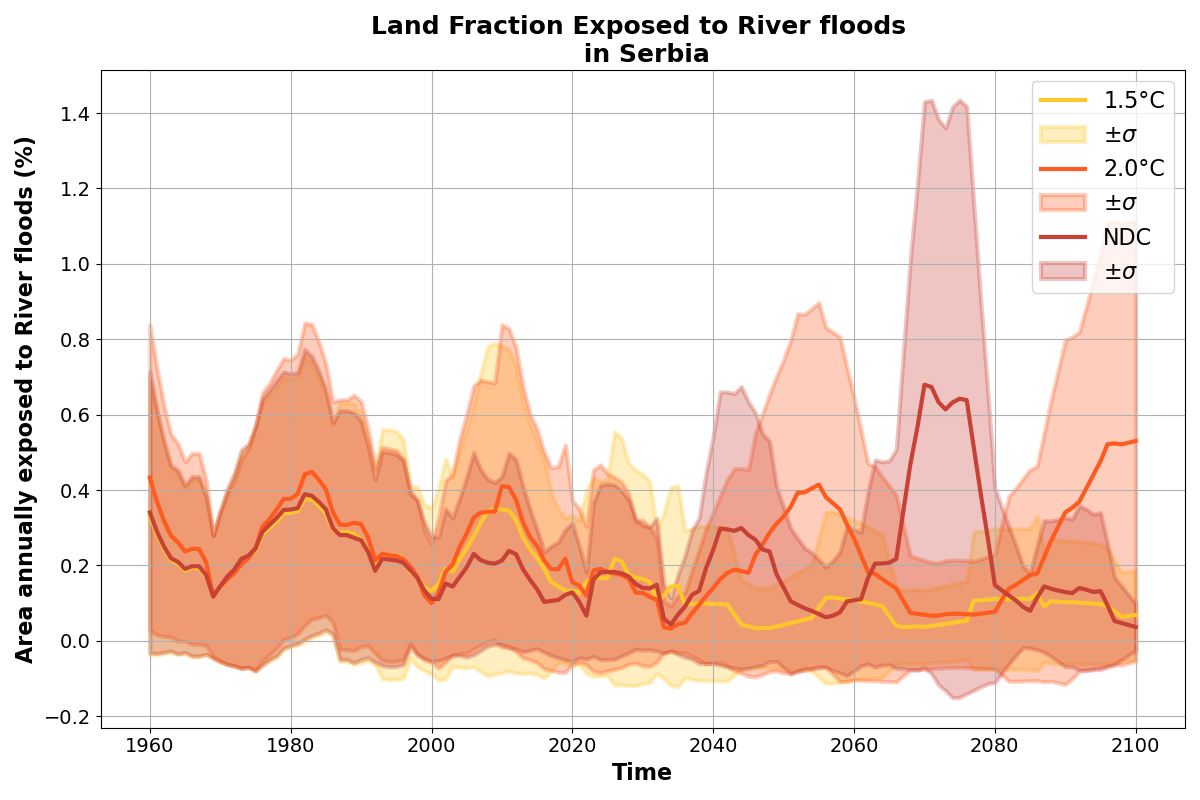 Land Fraction Exposed to River floods
in Serbia
Area annually exposed to River floods (%)
1.4
1.2
1.0
0.8
0.6
0.4
0.2
0.0
−0.2
1960
1980
2000
2020
2040
2060
2080
2100
Time
1.5°C
±σ
2.0°C
±σ
NDC
±σ